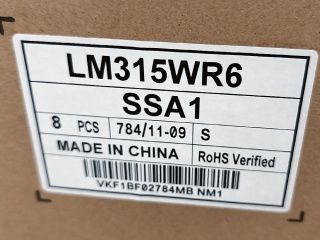 LM315WR6
SSA1
8 PCS 784/11-09 S
MADE IN CHINA RoHS Verified
VKF1BF02784MB NM1